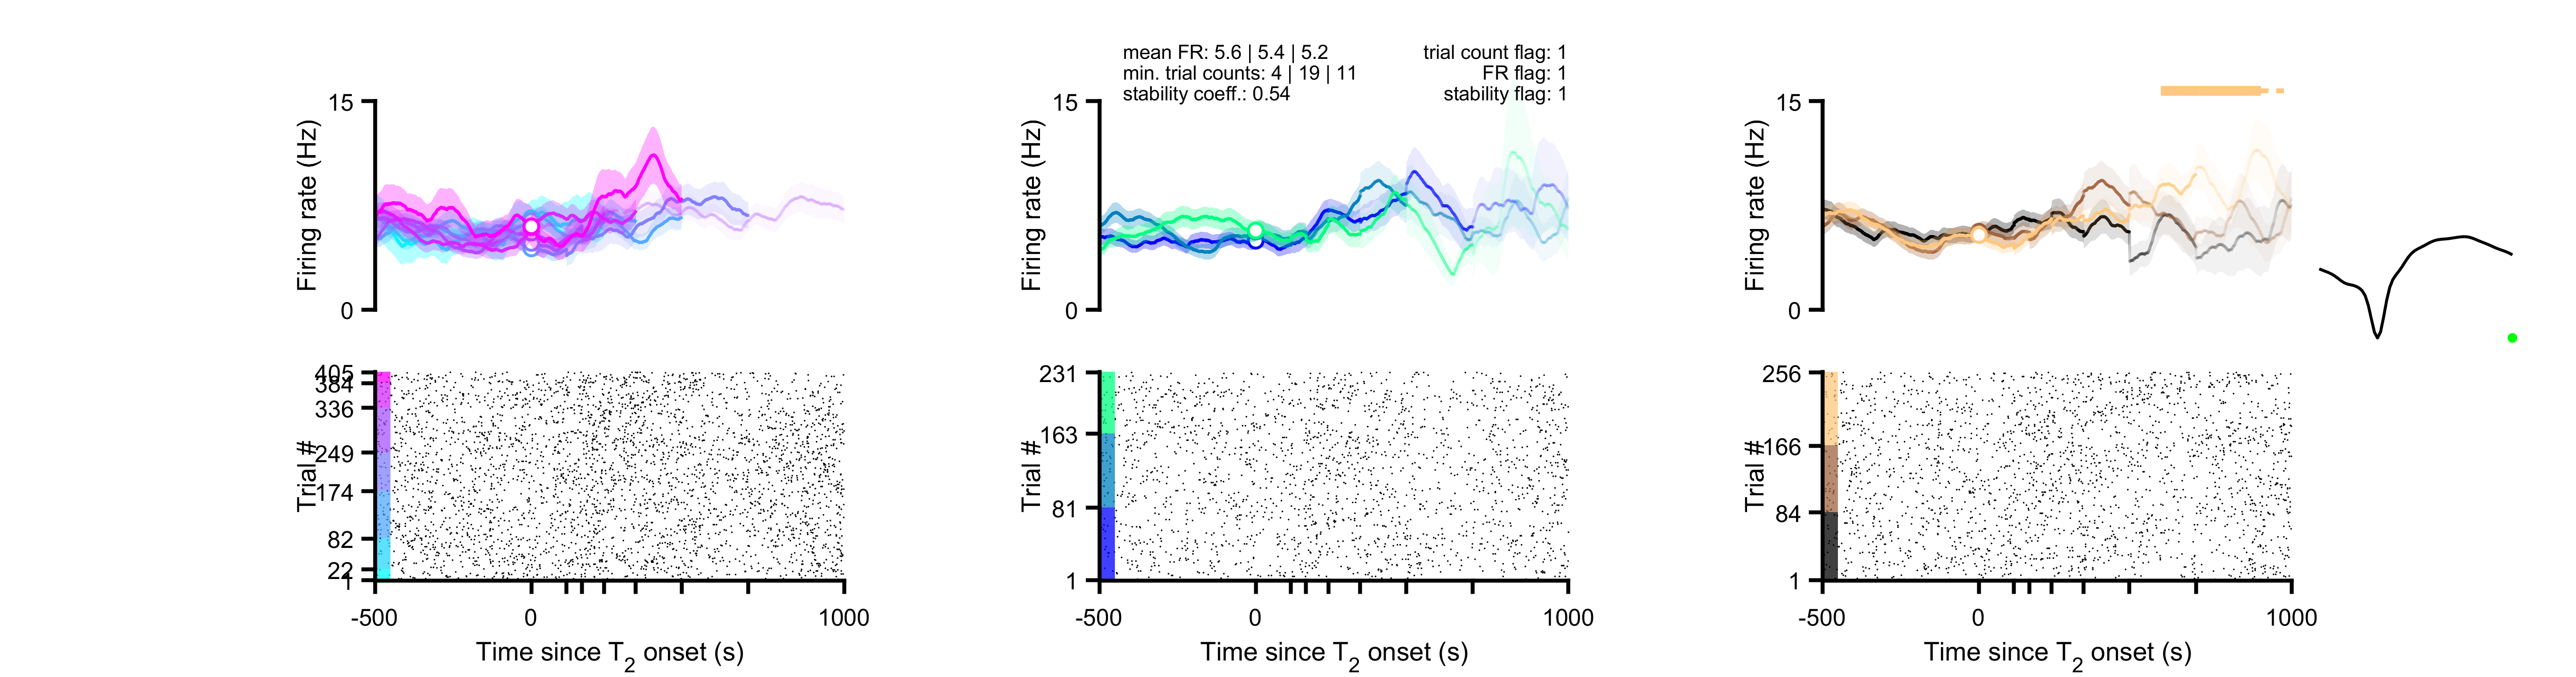 mean FR: 5.6 | 5.4 | 5.2
min. trial counts: 4 | 19 | 11
stability coeff.: 0.54
trial count flag: 1
FR flag: 1
stability flag: 1
15
Firing rate (Hz)
0
15
Firing rate (Hz)
0
15
Firing rate (Hz)
0
405
384
336
249
174
82
22
1
Trial #
-500
0
1000
Time since T2 onset (s)
231
163
81
1
Trial #
-500
0
1000
Time since T2 onset (s)
256
166
84
1
Trial #
-500
0
1000
Time since T2 onset (s)